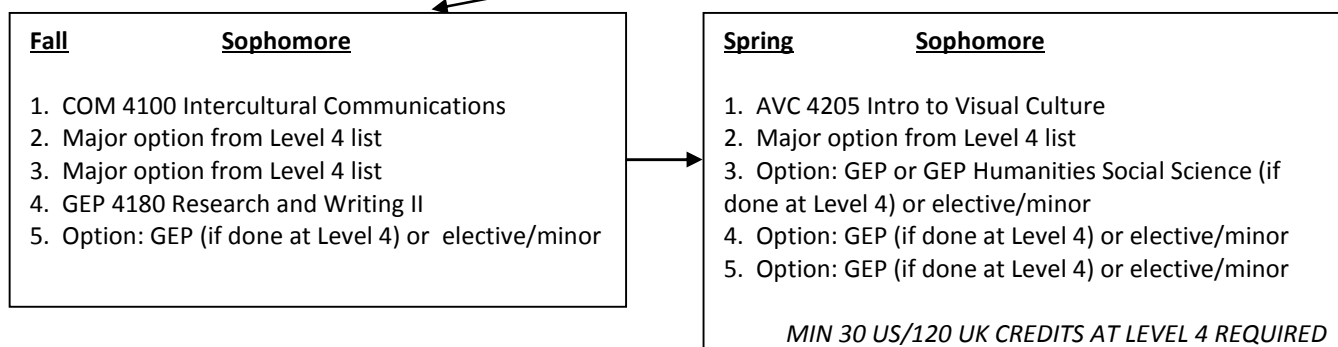 Fall Sophomore
1. COM 4100 Intercultural Communications
2. Major option from Level 4 list
3. Major option from Level 4 list
4. GEP 4180 Research and Writing II
5. Option: GEP (if done at Level 4) or elective/minor
Spring Sophomore
1. AVC 4205 Intro to Visual Culture
2. Major option from Level 4 list
3. Option: GEP or GEP Humanities Social Science (if
done at Level 4) or elective/minor
4. Option: GEP (if done at Level 4) or elective/minor
5. Option: GEP (if done at Level 4) or elective/minor
MIN 30 US/120 UK CREDITS AT LEVEL 4 REQUIRED